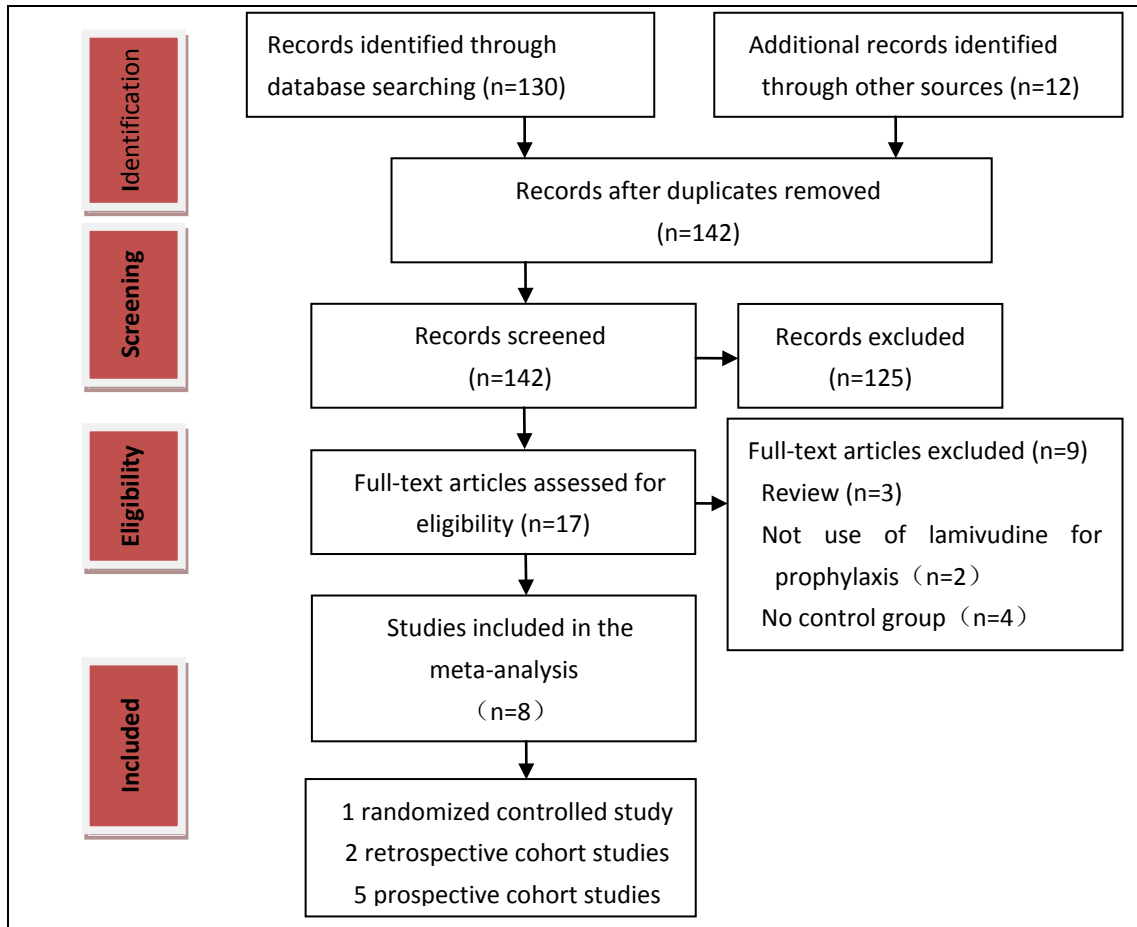 Identification
Records identified through
database searching (n=130)
Additional records identified
through other sources (n=12)
Records after duplicates removed
(n=142)
Screening
Records screened
(n=142)
Records excluded
(n=125)
Eligibility
Full-text articles assessed for
eligibility (n=17)
Full-text articles excluded (n=9)
Review (n=3)
Not use of lamivudine for
prophylaxis（n=2）
No control group（n=4）
Included
Studies included in the
meta-analysis
（n=8）
1 randomized controlled study
2 retrospective cohort studies
5 prospective cohort studies